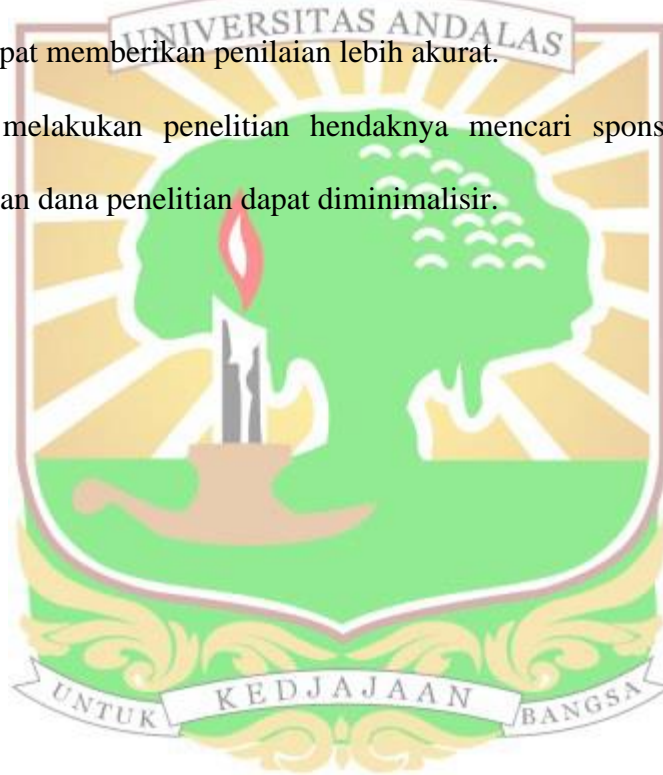 UNIVERSITAS ANDALAS
pat memberikan penilaian lebih akurat.
melakukan penelitian hendaknya mencari spons
an dana penelitian dapat diminimalisir.
UNTUK KEDJAJAAN BANGSA